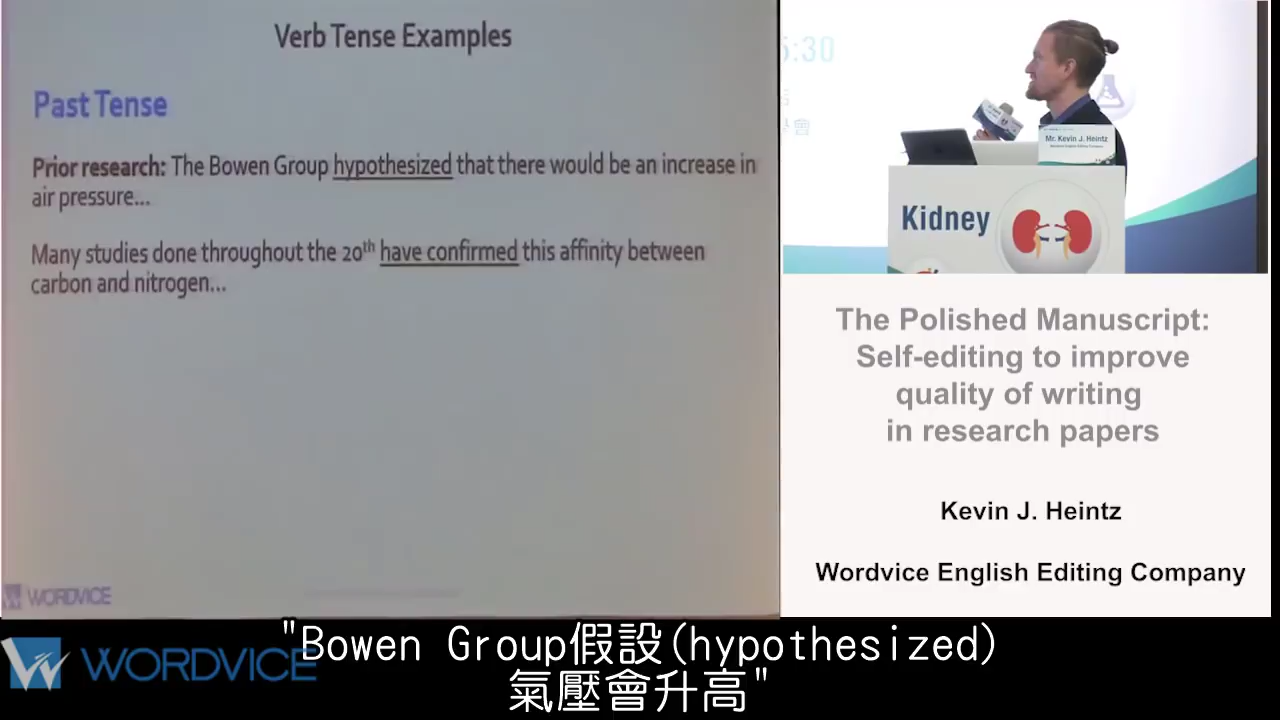 Verb Tense Examples
Past Tense
Prior research: The Bowen Group hypothesized that there would be an increase in
air pressure...
Many studies done throughout the 20th have confirmed this affinity between
carbon and nitrogen...
WORDVICE
5:30
Mr. Kevin J. Heintz
Kidney
The Polished Manuscript:
Self-editing to improve
quality of writing
in research papers
Kevin J. Heintz
Wordvice English Editing Company
WORDVICE
"Bowen Group假設(hypothesized)
氣壓會升高"